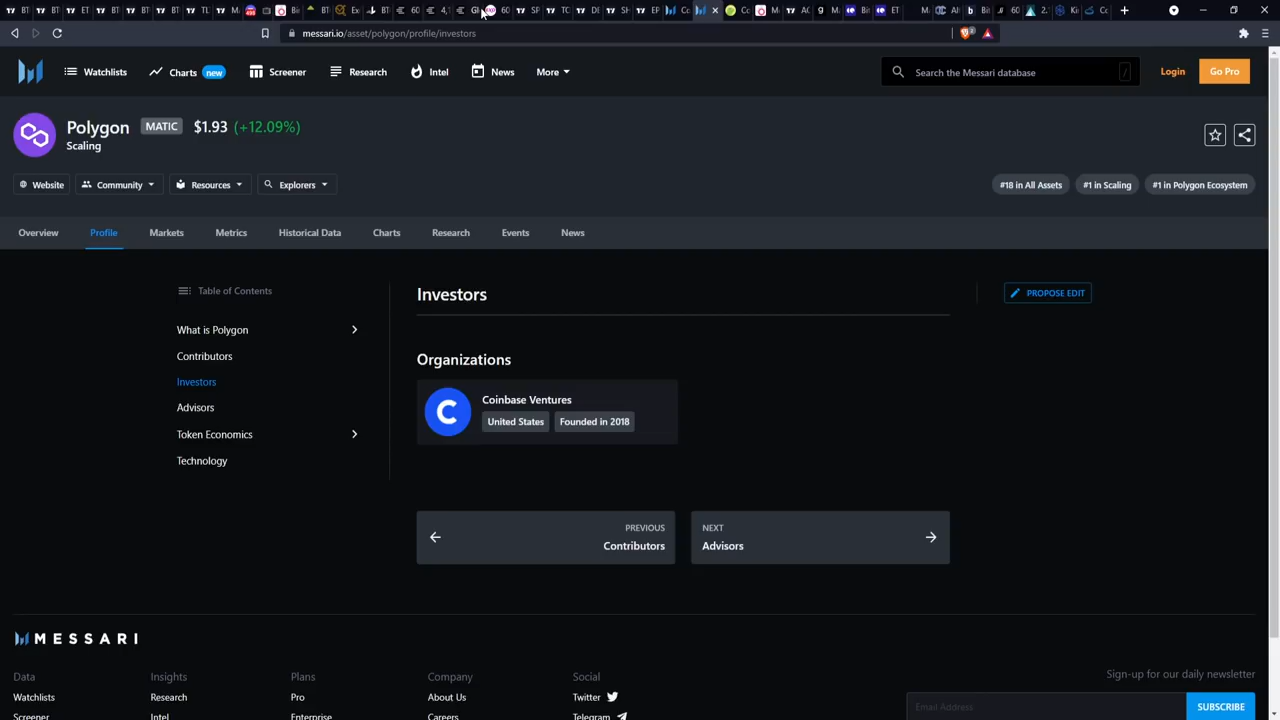 messari.io/asset/polygon/profile/investors
Watchlists
Charts new
Screener
Research
Intel
News
More
Search the Messari database /
Login
Go Pro
Polygon MATIC $1.93 (+12.09%)
Scaling
Website
Community
Resources
Explorers
#18 in All Assets
#1 in Scaling
#1 in Polygon Ecosystem
Overview
Profile
Markets
Metrics
Historical Data
Charts
Research
Events
News
Table of Contents
What is Polygon
Contributors
Investors
Advisors
Token Economics
Technology
Investors
PROPOSE EDIT
Organizations
C
Coinbase Ventures
United States
Founded in 2018
PREVIOUS
Contributors
NEXT
Advisors
MESSARI
Data
Watchlists
Screener
Insights
Research
Intel
Plans
Pro
Enterprise
Company
About Us
Careers
Social
Twitter
Telegram
Sign-up for our daily newsletter
Email Address
SUBSCRIBE